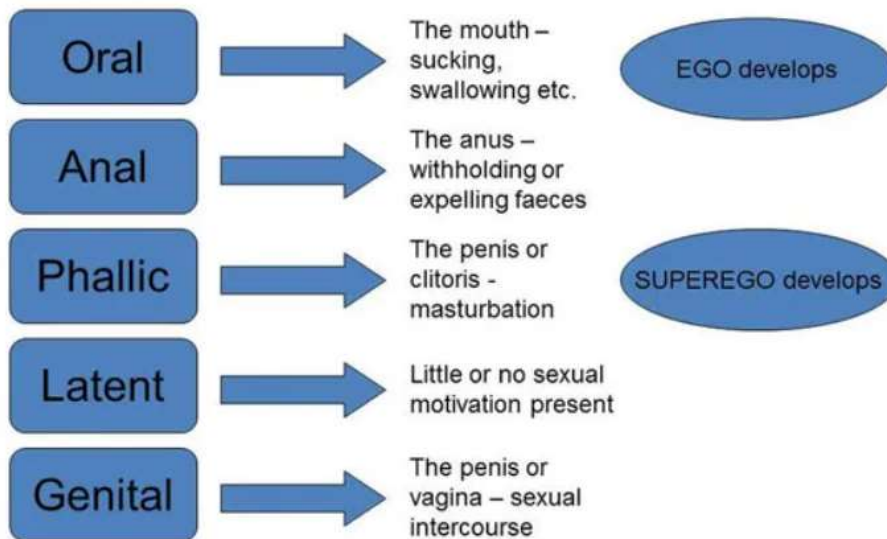 Oral
The mouth –
sucking,
swallowing etc.
EGO develops
Anal
The anus –
withholding or
expelling faeces
Phallic
The penis or
clitoris -
masturbation
SUPEREGO develops
Latent
Little or no sexual
motivation present
Genital
The penis or
vagina – sexual
intercourse